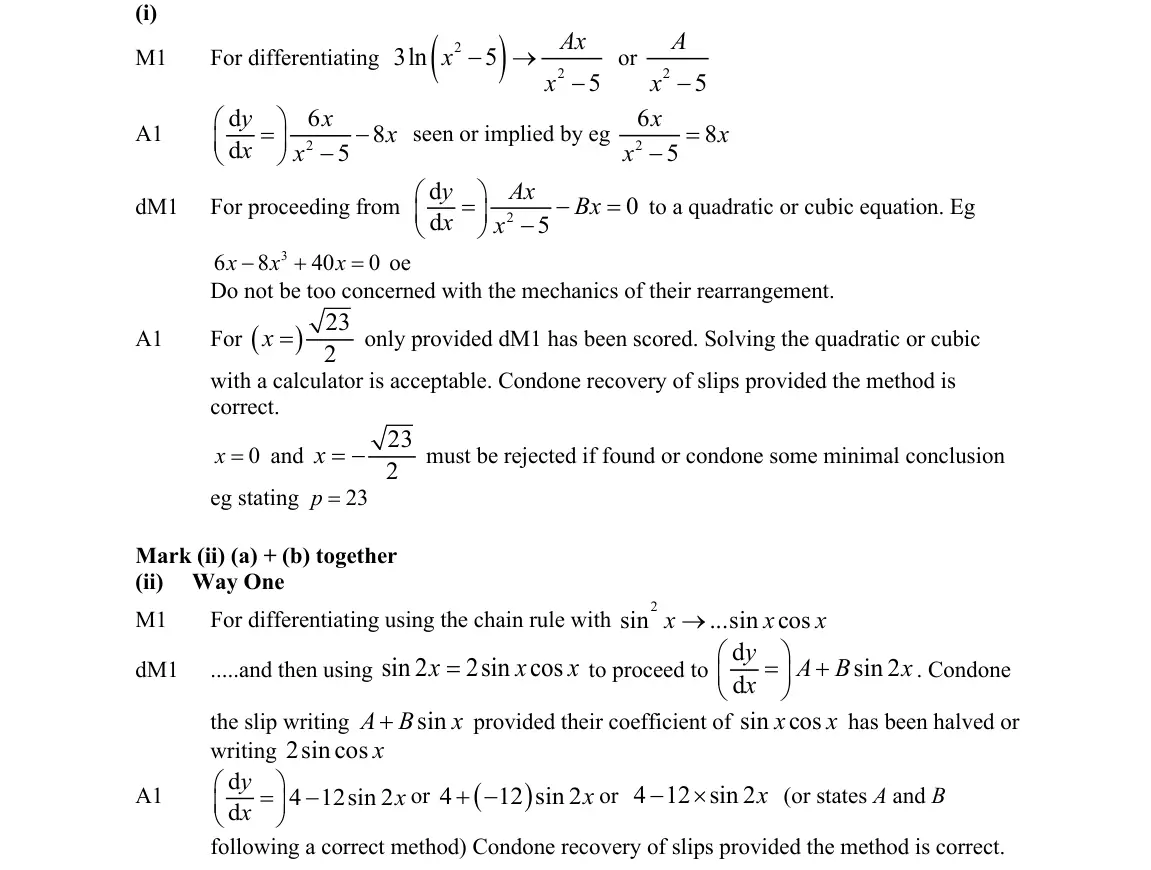 (i)
M1 For differentiating 3ln(x² − 5) → Ax/(x² − 5) or A/(x² − 5)
A1 (dy/dx =) 6x/(x² − 5) − 8x seen or implied by eg 6x/(x² − 5) = 8x
dM1 For proceeding from (dy/dx =) Ax/(x² − 5) − Bx = 0 to a quadratic or cubic equation. Eg
6x − 8x³ + 40x = 0 oe
Do not be too concerned with the mechanics of their rearrangement.
A1 For (x =) √23/2 only provided dM1 has been scored. Solving the quadratic or cubic
with a calculator is acceptable. Condone recovery of slips provided the method is
correct.
x = 0 and x = −√23/2 must be rejected if found or condone some minimal conclusion
eg stating p = 23
Mark (ii) (a) + (b) together
(ii) Way One
M1 For differentiating using the chain rule with sin² x → ...sin x cos x
dM1 .....and then using sin 2x = 2 sin x cos x to proceed to (dy/dx =) A + B sin 2x. Condone
the slip writing A + B sin x provided their coefficient of sin x cos x has been halved or
writing 2 sin cos x
A1 (dy/dx =) 4 − 12 sin 2x or 4 + (−12) sin 2x or 4 − 12 × sin 2x (or states A and B
following a correct method) Condone recovery of slips provided the method is correct.